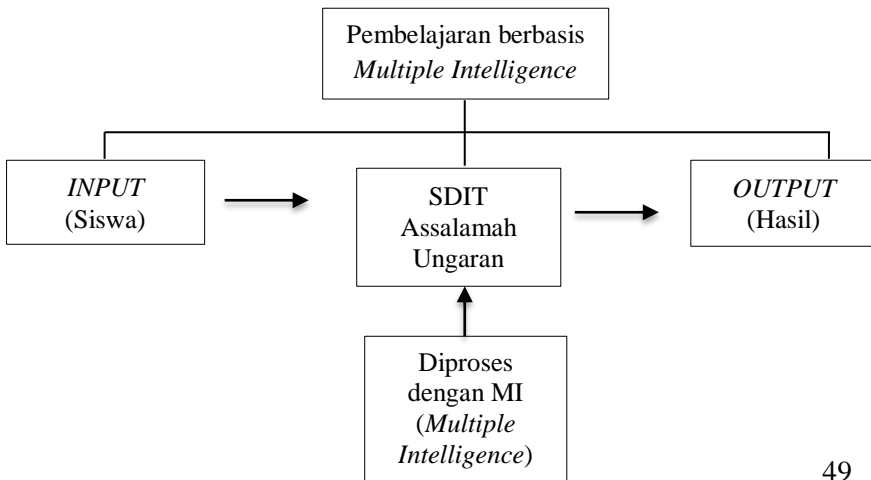 Pembelajaran berbasis
Multiple Intelligence
INPUT
(Siswa)
SDIT
Assalamah
Ungaran
OUTPUT
(Hasil)
Diproses
dengan MI
(Multiple
Intelligence)
49